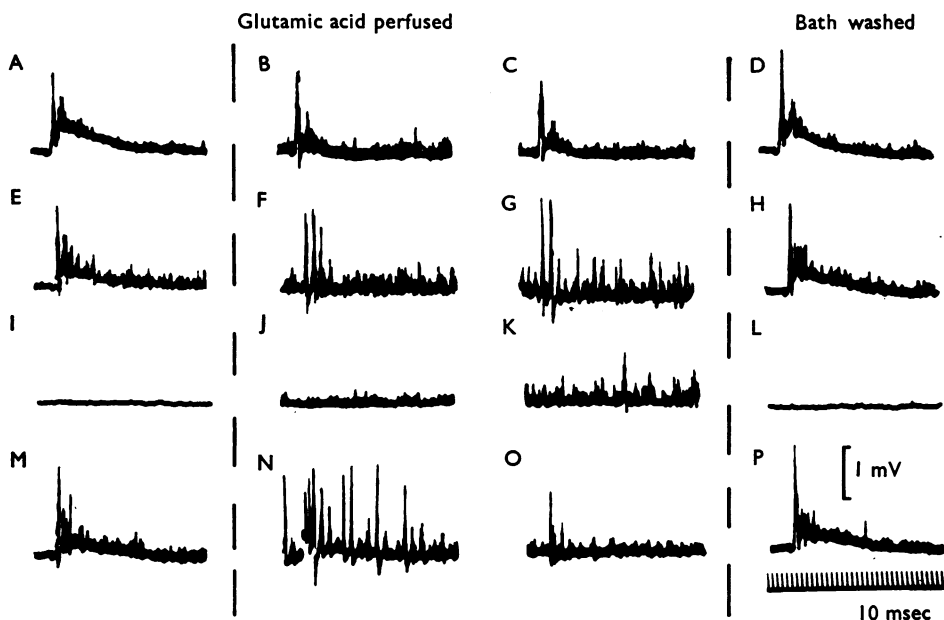 Glutamic acid perfused
Bath washed
A
B
C
D
E
F
G
H
I
J
K
L
M
N
O
P
1 mV
10 msec